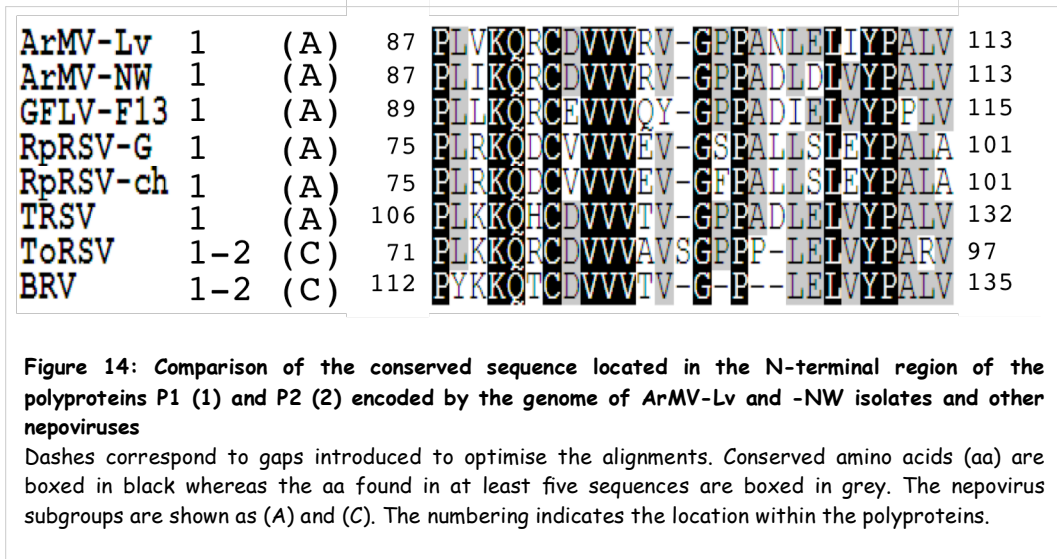 ArMV-Lv 1 (A) 87 PLVKQRCDVVVRV-GPPANLELIYPALV 113
ArMV-NW 1 (A) 87 PLIKQRCDVVVRV-GPPADLDLVYPALV 113
GFLV-F13 1 (A) 89 PLLKQRCEVVVQY-GPPADIELVYPPLV 115
RpRSV-G 1 (A) 75 PLRKQDCVVVVEV-GSPALLSLEYPALA 101
RpRSV-ch 1 (A) 75 PLRKQDCVVVVEV-GFPALLSLEYPALA 101
TRSV 1 (A) 106 PLKKQHCDVVVTV-GPPADLELVYPALV 132
ToRSV 1-2 (C) 71 PLKKQRCDVVVAVSGPPP-LELVYPARV 97
BRV 1-2 (C) 112 PYKKQTCDVVVTV-G-P--LELVYPALV 135
Figure 14: Comparison of the conserved sequence located in the N-terminal region of the
polyproteins P1 (1) and P2 (2) encoded by the genome of ArMV-Lv and -NW isolates and other
nepoviruses
Dashes correspond to gaps introduced to optimise the alignments. Conserved amino acids (aa) are
boxed in black whereas the aa found in at least five sequences are boxed in grey. The nepovirus
subgroups are shown as (A) and (C). The numbering indicates the location within the polyproteins.